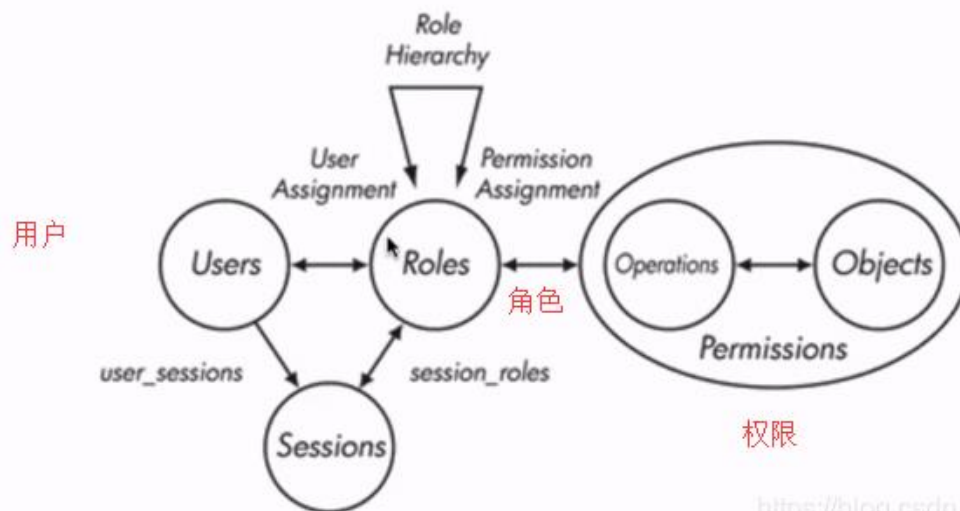 Role
Hierarchy
User
Assignment
Permission
Assignment
用户
Users
Roles
角色
Operations
Objects
Permissions
user_sessions
session_roles
Sessions
权限